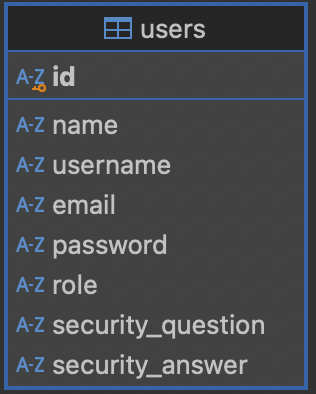 users
A-Z id
A-Z name
A-Z username
A-Z email
A-Z password
A-Z role
A-Z security_question
A-Z security_answer